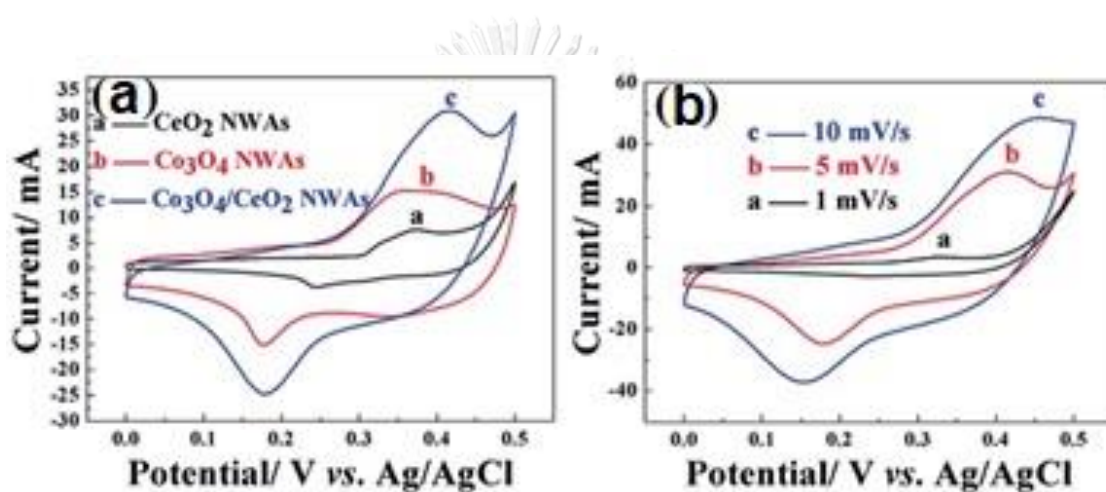 (a)
a — CeO2 NWAs
b — Co3O4 NWAs
c — Co3O4/CeO2 NWAs
c
b
a
Current/ mA
35
30
25
20
15
10
5
0
-5
-10
-15
-20
-25
-30
0.0 0.1 0.2 0.3 0.4 0.5
Potential/ V vs. Ag/AgCl
(b)
c — 10 mV/s
b — 5 mV/s
a — 1 mV/s
c
b
a
Current/ mA
60
40
20
0
-20
-40
0.0 0.1 0.2 0.3 0.4 0.5
Potential/ V vs. Ag/AgCl